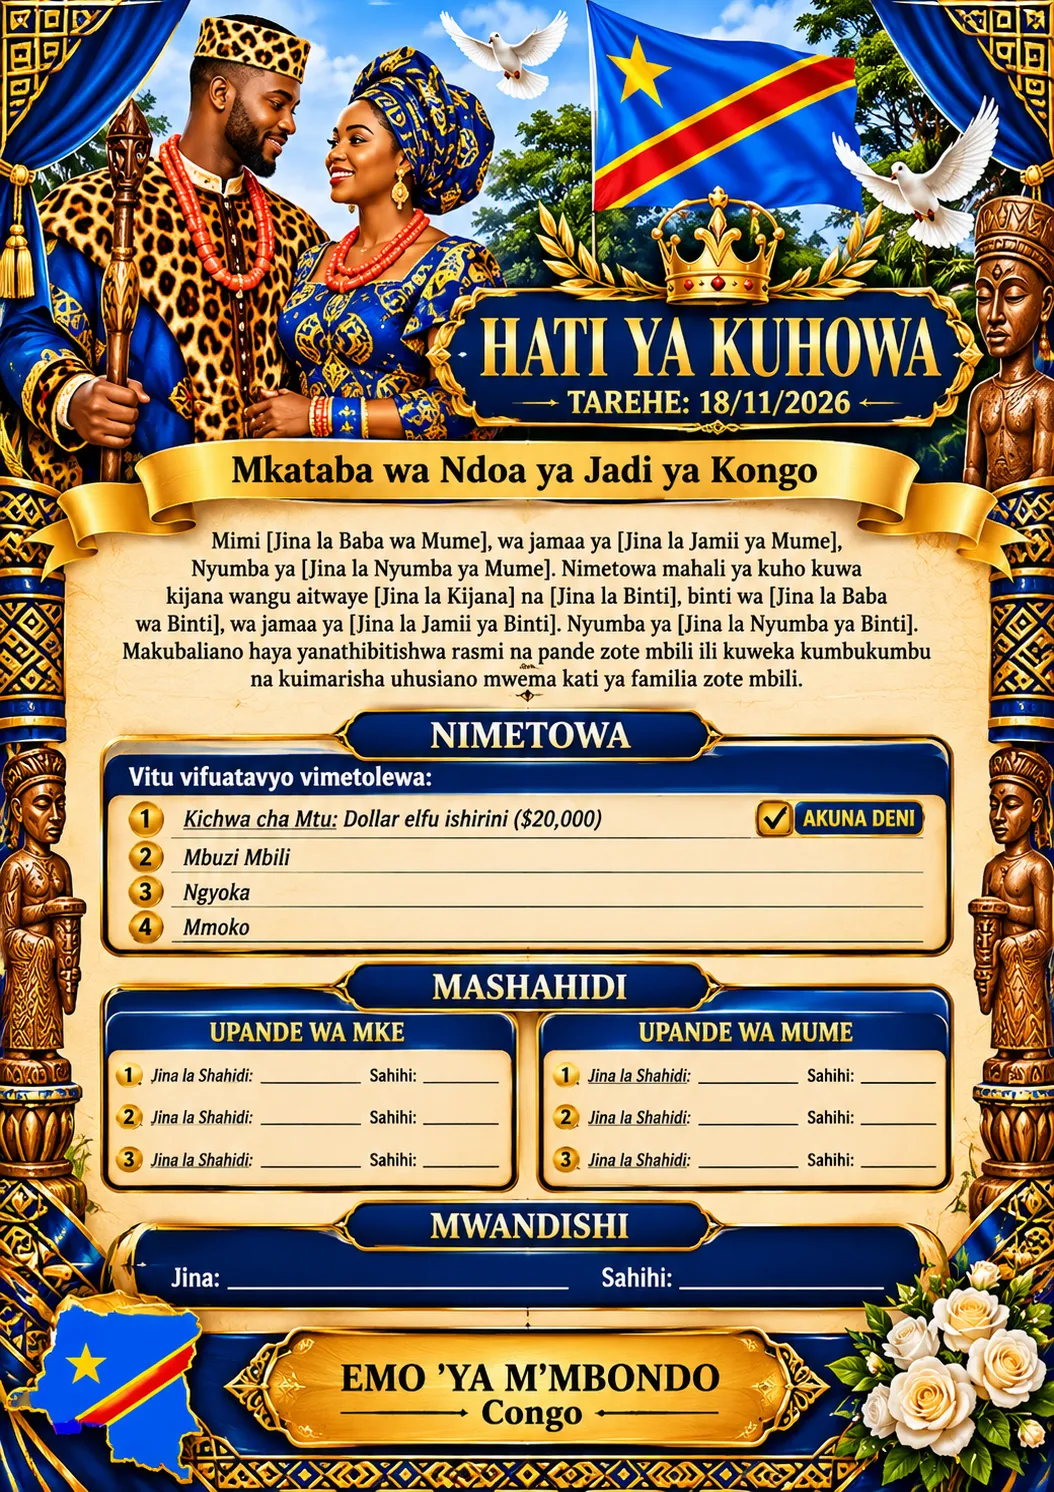 HATI YA KUHOWA
TAREHE: 18/11/2026
Mkataba wa Ndoa ya Jadi ya Kongo
Mimi [Jina la Baba wa Mume], wa jamaa ya [Jina la Jamii ya Mume],
Nyumba ya [Jina la Nyumba ya Mume]. Nimetowa mahali ya kuho kuwa
kijana wangu aitwaye [Jina la Kijana] na [Jina la Binti], binti wa [Jina la Baba
wa Binti], wa jamaa ya [Jina la Jamii ya Binti]. Nyumba ya [Jina la Nyumba ya Binti].
Makubaliano haya yanathibitishwa rasmi na pande zote mbili ili kuweka kumbukumbu
na kuimarisha uhusiano mwema kati ya familia zote mbili.
NIMETOWA
Vitu vifuatavyo vimetolewa:
1 Kichwa cha Mtu: Dollar elfu ishirini ($20,000) AKUNA DENI
2 Mbuzi Mbili
3 Ngyoka
4 Mmoko
MASHAHIDI
UPANDE WA MKE
1. Jina la Shahidi: Sahihi:
2. Jina la Shahidi: Sahihi:
3. Jina la Shahidi: Sahihi:
UPANDE WA MUME
1. Jina la Shahidi: Sahihi:
2. Jina la Shahidi: Sahihi:
3. Jina la Shahidi: Sahihi:
MWANDISHI
Jina: Sahihi:
EMO 'YA M'MBONDO
Congo